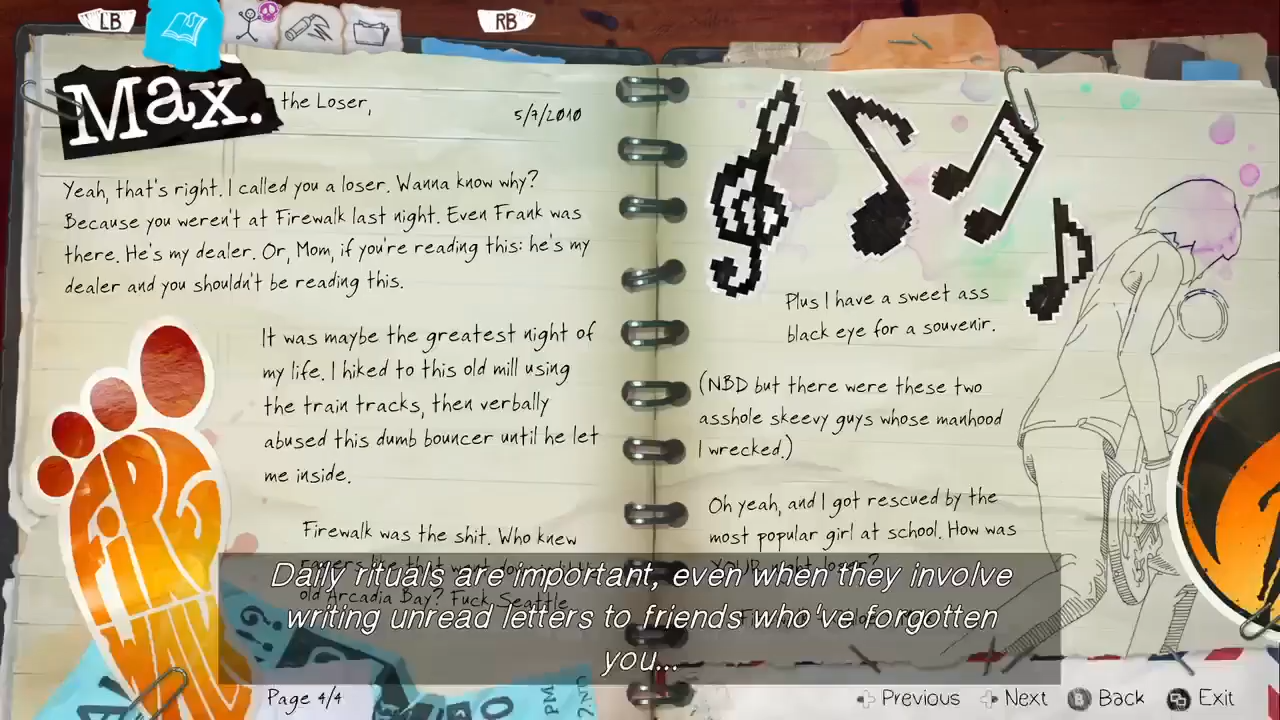 LB
RB
Max.
the Loser,
5/7/2010
Yeah, that's right. I called you a loser. Wanna know why?
Because you weren't at Firewalk last night. Even Frank was
there. He's my dealer. Or, Mom, if you're reading this: he's my
dealer and you shouldn't be reading this.
It was maybe the greatest night of
my life. I hiked to this old mill using
the train tracks, then verbally
abused this dumb bouncer until he let
me inside.
Firewalk was the shit. Who knew
old Arcadia Bay? Fuck Seattle.
FIRE
WALK
Plus I have a sweet ass
black eye for a souvenir.
(NBD but there were these two
asshole skeevy guys whose manhood
I wrecked.)
Oh yeah, and I got rescued by the
most popular girl at school. How was
YOUR night, loser?
Daily rituals are important, even when they involve
writing unread letters to friends who've forgotten
you...
Page 4/4
PM
Previous
Next
B Back
Exit